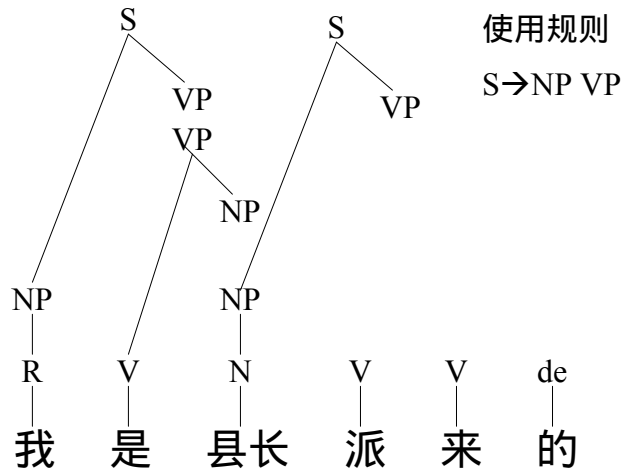 S S 使用规则
VP VP S→NP VP
VP
NP
NP NP
R V N V V de
我 是 县长 派 来 的